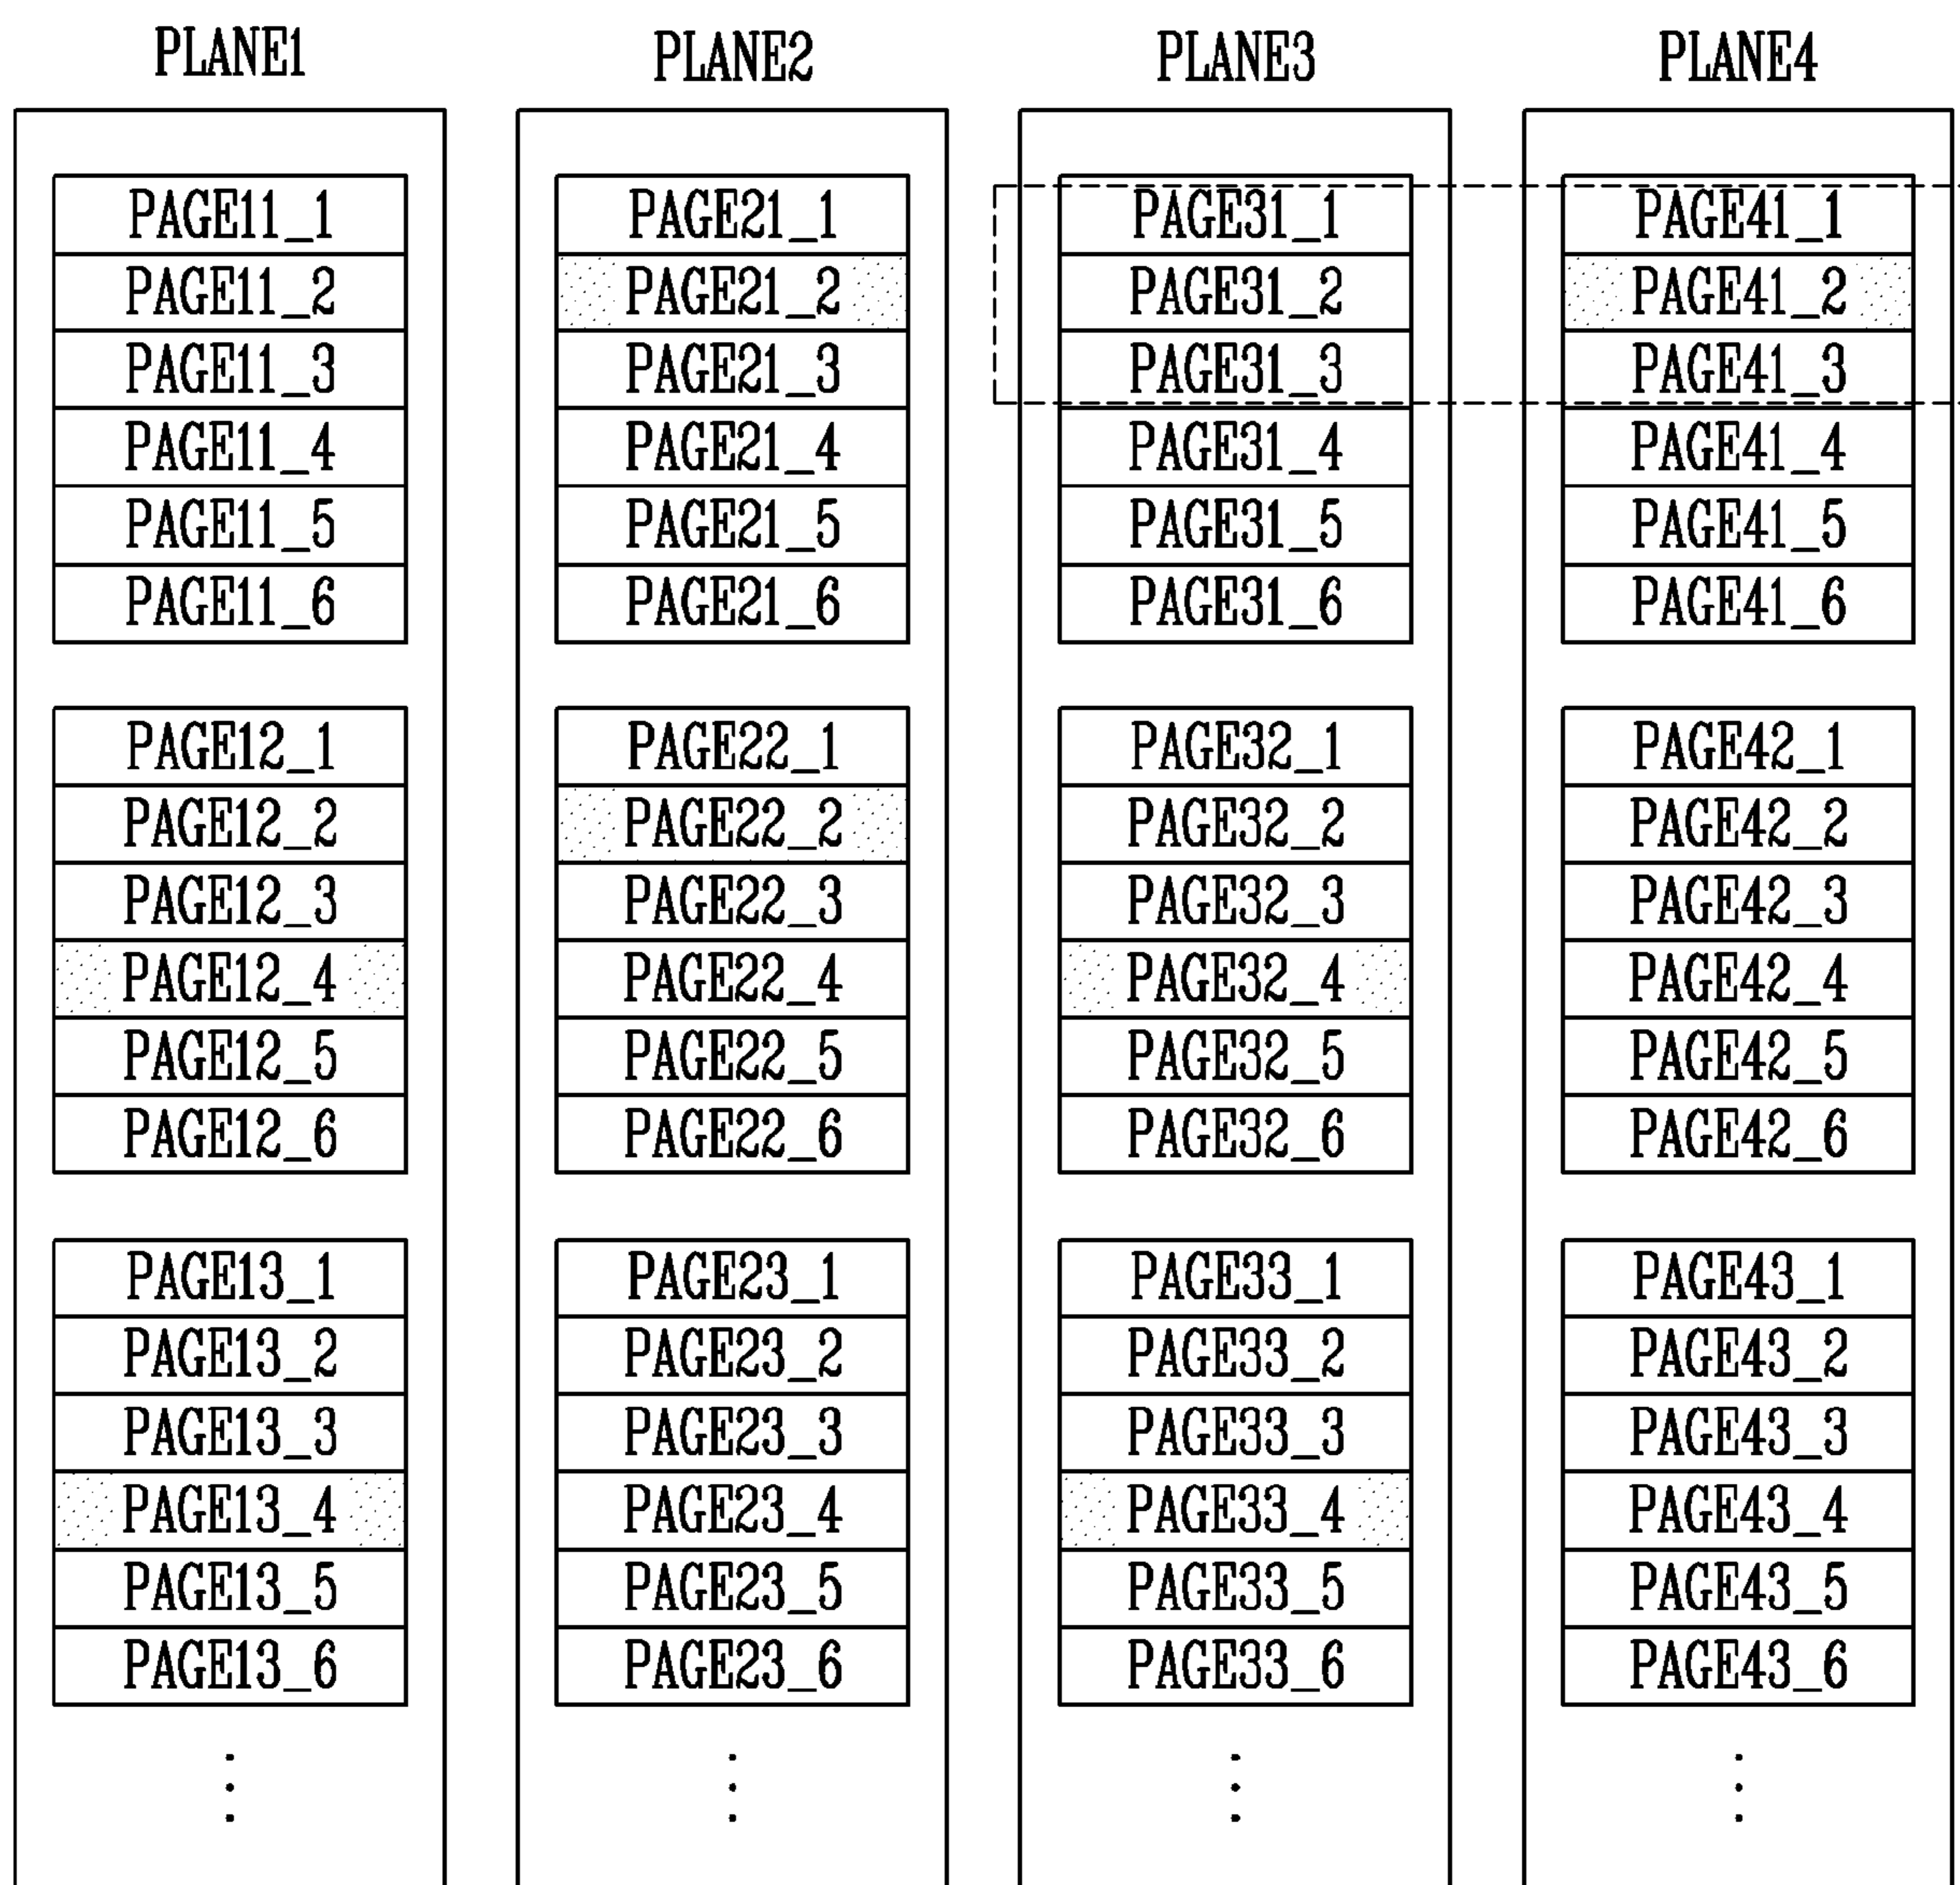 PLANE1 PLANE2 PLANE3 PLANE4
PAGE11_1 PAGE21_1 PAGE31_1 PAGE41_1
PAGE11_2 PAGE21_2 PAGE31_2 PAGE41_2
PAGE11_3 PAGE21_3 PAGE31_3 PAGE41_3
PAGE11_4 PAGE21_4 PAGE31_4 PAGE41_4
PAGE11_5 PAGE21_5 PAGE31_5 PAGE41_5
PAGE11_6 PAGE21_6 PAGE31_6 PAGE41_6
PAGE12_1 PAGE22_1 PAGE32_1 PAGE42_1
PAGE12_2 PAGE22_2 PAGE32_2 PAGE42_2
PAGE12_3 PAGE22_3 PAGE32_3 PAGE42_3
PAGE12_4 PAGE22_4 PAGE32_4 PAGE42_4
PAGE12_5 PAGE22_5 PAGE32_5 PAGE42_5
PAGE12_6 PAGE22_6 PAGE32_6 PAGE42_6
PAGE13_1 PAGE23_1 PAGE33_1 PAGE43_1
PAGE13_2 PAGE23_2 PAGE33_2 PAGE43_2
PAGE13_3 PAGE23_3 PAGE33_3 PAGE43_3
PAGE13_4 PAGE23_4 PAGE33_4 PAGE43_4
PAGE13_5 PAGE23_5 PAGE33_5 PAGE43_5
PAGE13_6 PAGE23_6 PAGE33_6 PAGE43_6